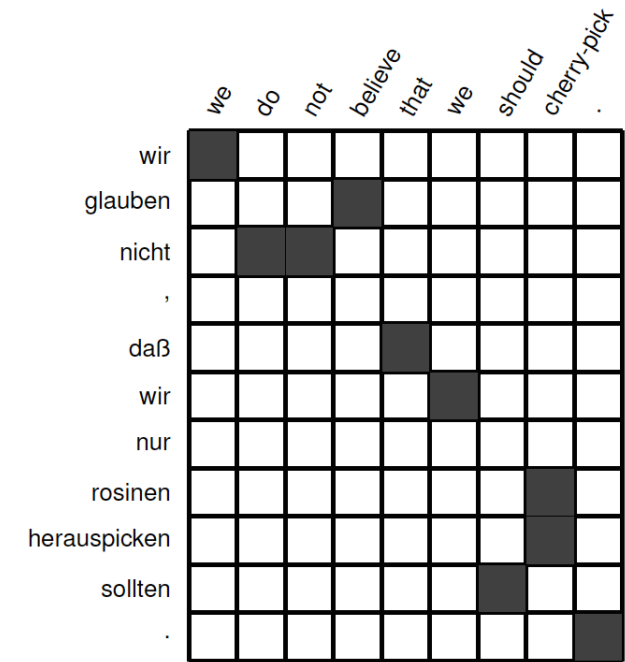 we do not believe that we should cherry-pick .
wir
glauben
nicht
,
daß
wir
nur
rosinen
herauspicken
sollten
.